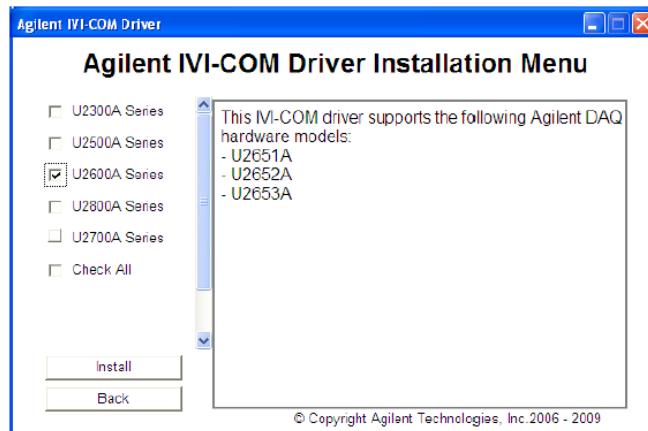 Agilent IVI-COM Driver
Agilent IVI-COM Driver Installation Menu
U2300A Series
U2500A Series
U2600A Series
U2800A Series
U2700A Series
Check All
Install
Back
This IVI-COM driver supports the following Agilent DAQ
hardware models:
- U2651A
- U2652A
- U2653A
© Copyright Agilent Technologies, Inc.2006 - 2009